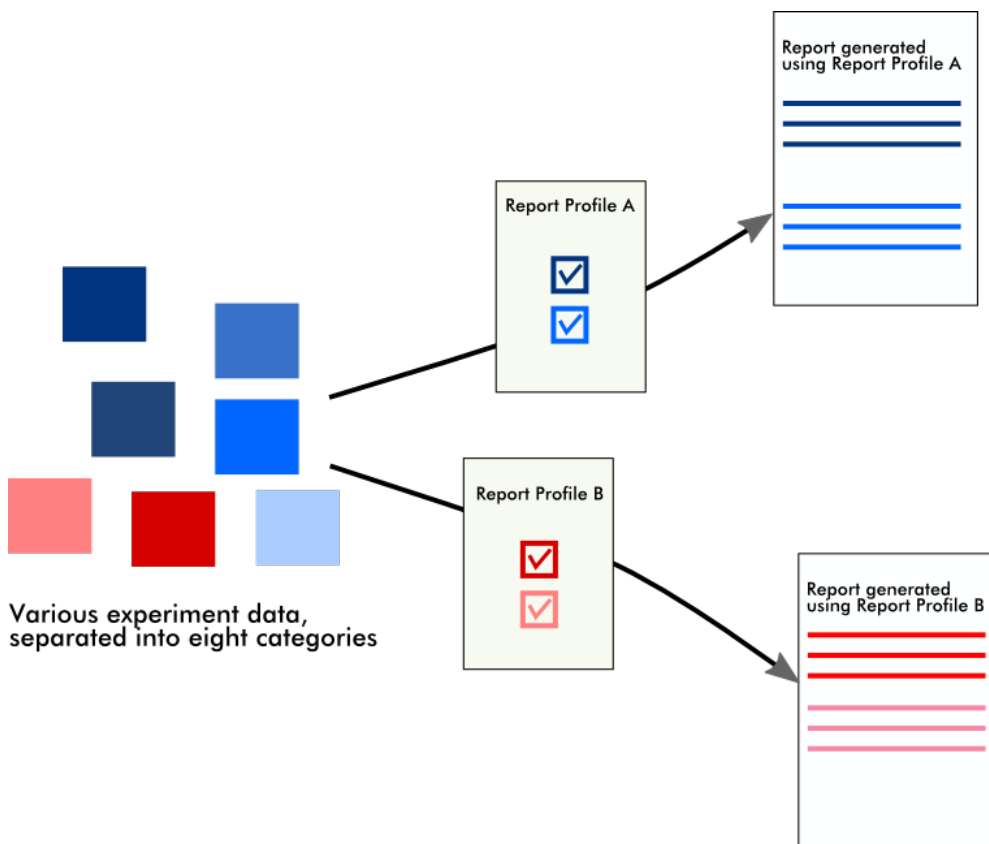 Report generated
using Report Profile A
Report Profile A
Report Profile B
Various experiment data,
separated into eight categories
Report generated
using Report Profile B